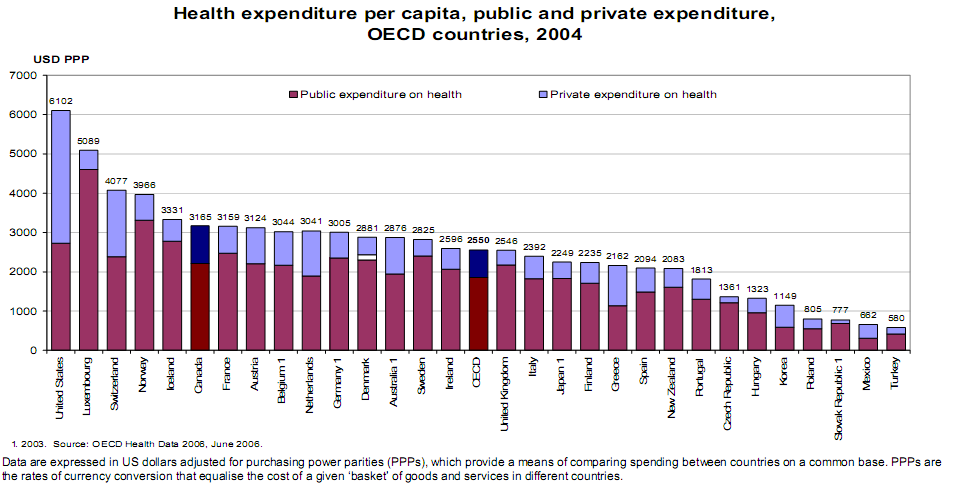 Health expenditure per capita, public and private expenditure,
OECD countries, 2004
USD PPP
7000
6000
5000
4000
3000
2000
1000
0
Public expenditure on health
Private expenditure on health
6102
5089
4077
3966
3331
3165
3159
3124
3044
3041
3005
2881
2876
2825
2596
2550
2546
2392
2249
2235
2162
2094
2083
1813
1361
1323
1149
805
777
662
580
United States
Luxembourg
Switzerland
Norway
Iceland
Canada
France
Austria
Belgium 1
Netherlands
Germany 1
Denmark
Australia 1
Sweden
Ireland
OECD
United Kingdom
Italy
Japan 1
Finland
Greece
Spain
New Zealand
Portugal
Czech Republic
Hungary
Korea
Poland
Slovak Republic 1
Mexico
Turkey
1. 2003. Source: OECD Health Data 2006, June 2006.
Data are expressed in US dollars adjusted for purchasing power parities (PPPs), which provide a means of comparing spending between countries on a common base. PPPs are
the rates of currency conversion that equalise the cost of a given ‘basket’ of goods and services in different countries.